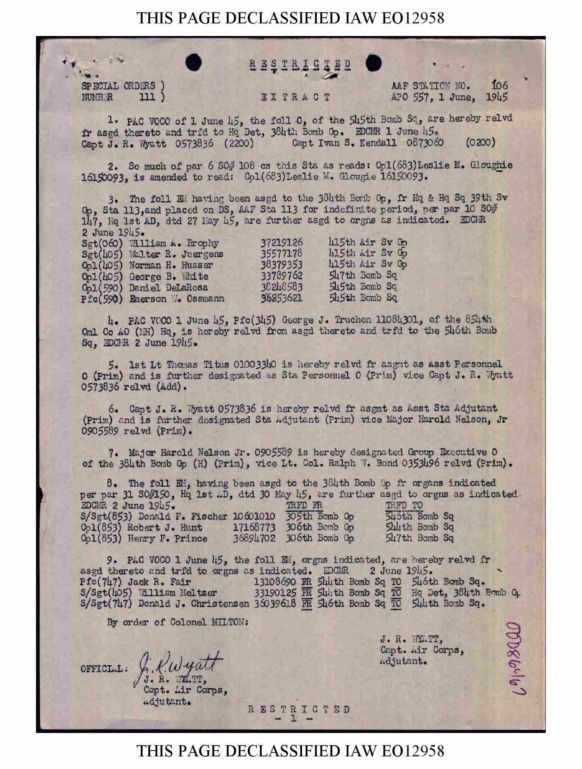 THIS PAGE DECLASSIFIED IAW EO12958
R E S T R I C T E D
SPECIAL ORDERS )
NUMBER 111 )
E X T R A C T
AAF STATION NO. 106
APO 557, 1 June, 1945
1. PAC VOCO of 1 June 45, the foll O, of the 545th Bomb Sq, are hereby relvd
fr asgd thereto and trfd to Hq Det, 384th Bomb Gp. EDCMR 1 June 45.
Capt J. R. Wyatt 0573836 (2200) Capt Ivan S. Kendall 0873060 (0200)
2. So much of par 6 SO# 108 cs this Sta as reads: Cpl(683)Leslie M. Gloughie
16150093, is amended to read: Cpl(683)Leslie M. Glougie 16150093.
3. The foll EM having been asgd to the 384th Bomb Gp, fr Hq & Hq Sq 39th Sv
Gp, Sta 113,and placed on DS, AAF Sta 113 for indefinite period, per par 10 SO#
147, Hq 1st AD, dtd 27 May 45, are further asgd to orgns as indicated. EDCMR
2 June 1945.
Sgt(060) William A. Brophy 37219126 415th Air Sv Gp
Sgt(405) Walter R. Juergens 35577178 415th Air Sv Gp
Cpl(405) Norman H. Husser 38379353 415th Air Sv Gp
Cpl(405) George B. White 33789762 547th Bomb Sq
Cpl(590) Daniel DeLaRosa 38248583 545th Bomb Sq
Pfc(590) Emerson W. Ossmann 36253621 545th Bomb Sq
4. PAC VOCO 1 June 45, Pfc(345) George J. Truchon 11084301, of the 854th
Cml Co AO (MH) Hq, is hereby relvd from asgd thereto and trfd to the 546th Bomb
Sq, EDCMR 2 June 1945.
5. 1st Lt Thomas Titus 01003340 is hereby relvd fr asgmt as Asst Personnel
O (Prim) and is further designated as Sta Personnel O (Prim) vice Capt J. R. Wyatt
0573836 relvd (Add).
6. Capt J. R. Wyatt 0573836 is hereby relvd fr asgmt as Asst Sta Adjutant
(Prim) and is further designated Sta Adjutant (Prim) vice Major Harold Nelson, Jr
0905589 relvd (Prim).
7. Major Harold Nelson Jr. 0905589 is hereby designated Group Executive O
of the 384th Bomb Gp (H) (Prim), vice Lt. Col. Ralph W. Bond 0353496 relvd (Prim).
8. The foll EM, having been asgd to the 384th Bomb Gp fr organs indicated
per par 31 SO#150, Hq 1st AD, dtd 30 May 45, are further asgd to orgns as indicated
EDCMR 2 June 1945. TRFD FR TRFD TO
S/Sgt(853) Donald F. Fischer 10601010 305th Bomb Gp 546th Bomb Sq
Cpl(853) Robert J. Hunt 17168773 306th Bomb Gp 544th Bomb Sq
Cpl(853) Henry F. Prince 36894702 306th Bomb Gp 547th Bomb Sq
9. PAC VOCO 1 June 45, the foll EM, orgns indicated, are hereby relvd fr
asgd thereto and trfd to orgns as indicated. EDCMR 2 June 1945.
Pfc(747) Jack R. Fair 13108690 FR 544th Bomb Sq TO 546th Bomb Sq.
S/Sgt(405) William Meltzer 33190125 FR 544th Bomb Sq TO Hq Det, 384th Bomb Gp
S/Sgt(747) Donald J. Christensen 36039618 FR 546th Bomb Sq TO 544th Bomb Sq.
By order of Colonel MILTON:
J. R. WYATT,
Capt. Air Corps,
Adjutant.
OFFICIAL: J. R. Wyatt
J. R. WYATT,
Capt. Air Corps,
Adjutant.
R E S T R I C T E D
- 1 -
THIS PAGE DECLASSIFIED IAW EO12958